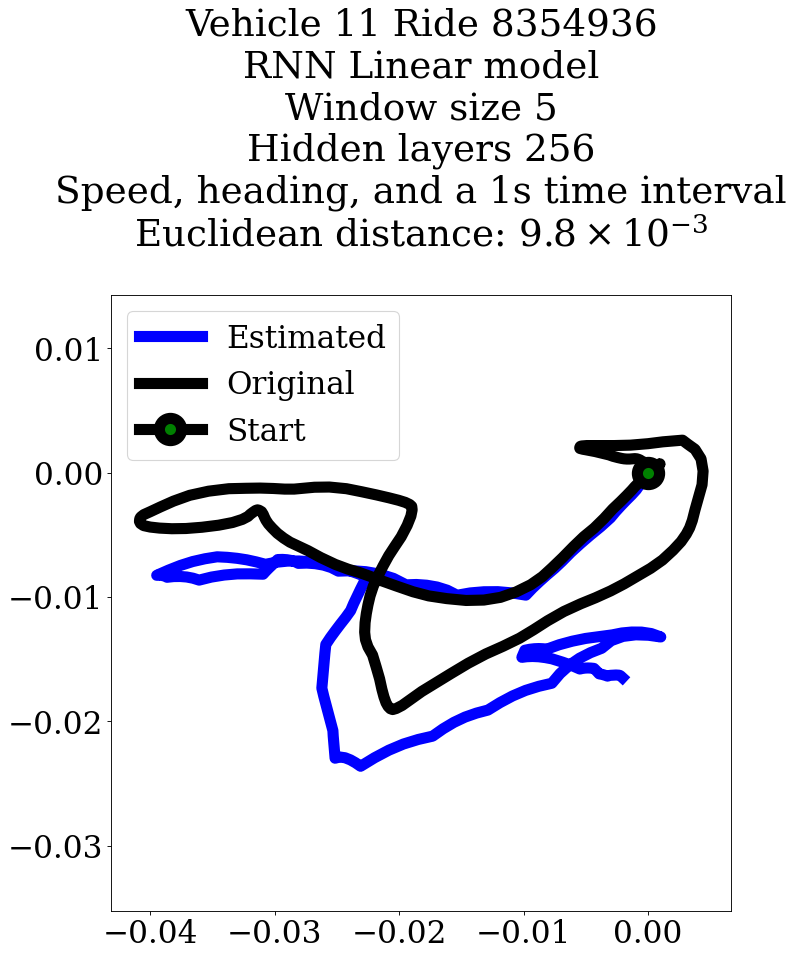 Vehicle 11 Ride 8354936
RNN Linear model
Window size 5
Hidden layers 256
Speed, heading, and a 1s time interval
Euclidean distance: 9.8 × 10⁻³
Estimated
Original
Start
0.01
0.00
−0.01
−0.02
−0.03
−0.04 −0.03 −0.02 −0.01 0.00